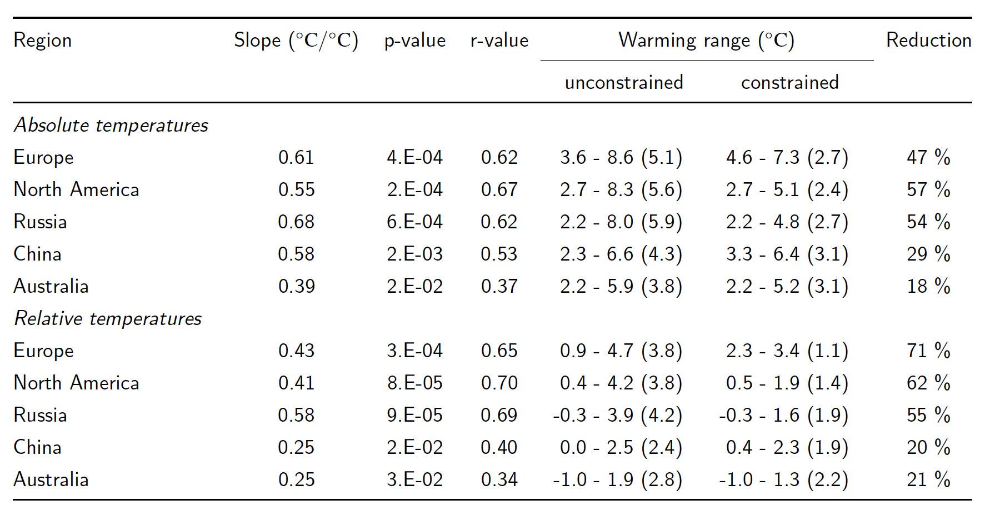 Region Slope (°C/°C) p-value r-value Warming range (°C) Reduction
unconstrained constrained
Absolute temperatures
Europe 0.61 4.E-04 0.62 3.6 - 8.6 (5.1) 4.6 - 7.3 (2.7) 47 %
North America 0.55 2.E-04 0.67 2.7 - 8.3 (5.6) 2.7 - 5.1 (2.4) 57 %
Russia 0.68 6.E-04 0.62 2.2 - 8.0 (5.9) 2.2 - 4.8 (2.7) 54 %
China 0.58 2.E-03 0.53 2.3 - 6.6 (4.3) 3.3 - 6.4 (3.1) 29 %
Australia 0.39 2.E-02 0.37 2.2 - 5.9 (3.8) 2.2 - 5.2 (3.1) 18 %
Relative temperatures
Europe 0.43 3.E-04 0.65 0.9 - 4.7 (3.8) 2.3 - 3.4 (1.1) 71 %
North America 0.41 8.E-05 0.70 0.4 - 4.2 (3.8) 0.5 - 1.9 (1.4) 62 %
Russia 0.58 9.E-05 0.69 -0.3 - 3.9 (4.2) -0.3 - 1.6 (1.9) 55 %
China 0.25 2.E-02 0.40 0.0 - 2.5 (2.4) 0.4 - 2.3 (1.9) 20 %
Australia 0.25 3.E-02 0.34 -1.0 - 1.9 (2.8) -1.0 - 1.3 (2.2) 21 %